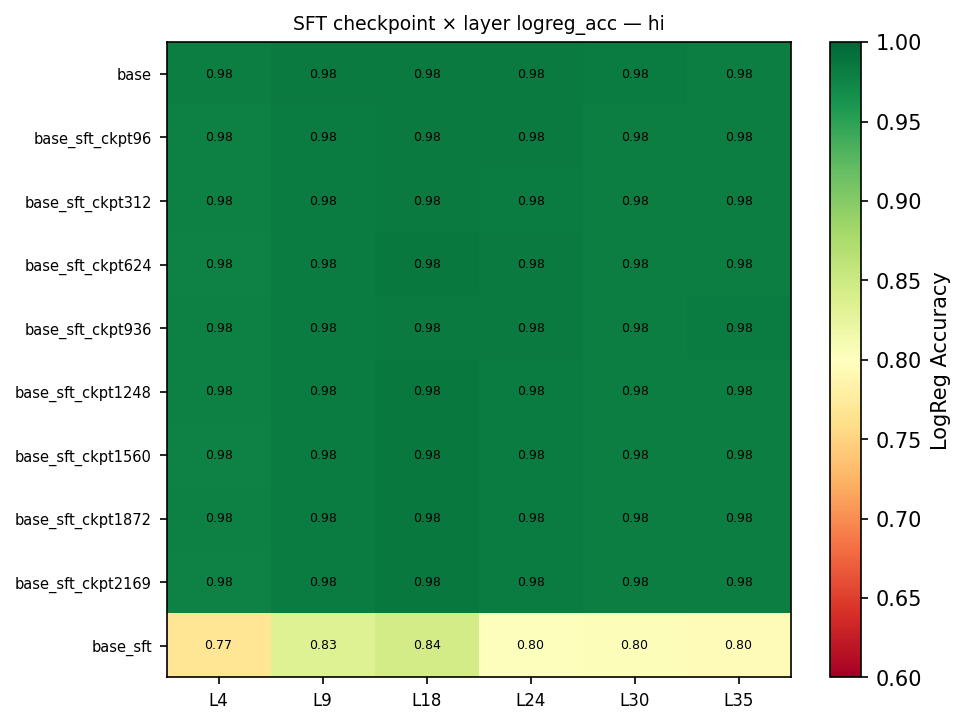 SFT checkpoint × layer logreg_acc — hi
base 0.98 0.98 0.98 0.98 0.98 0.98
base_sft_ckpt96 0.98 0.98 0.98 0.98 0.98 0.98
base_sft_ckpt312 0.98 0.98 0.98 0.98 0.98 0.98
base_sft_ckpt624 0.98 0.98 0.98 0.98 0.98 0.98
base_sft_ckpt936 0.98 0.98 0.98 0.98 0.98 0.98
base_sft_ckpt1248 0.98 0.98 0.98 0.98 0.98 0.98
base_sft_ckpt1560 0.98 0.98 0.98 0.98 0.98 0.98
base_sft_ckpt1872 0.98 0.98 0.98 0.98 0.98 0.98
base_sft_ckpt2169 0.98 0.98 0.98 0.98 0.98 0.98
base_sft 0.77 0.83 0.84 0.80 0.80 0.80
L4 L9 L18 L24 L30 L35
1.00
0.95
0.90
0.85
0.80
0.75
0.70
0.65
0.60
LogReg Accuracy